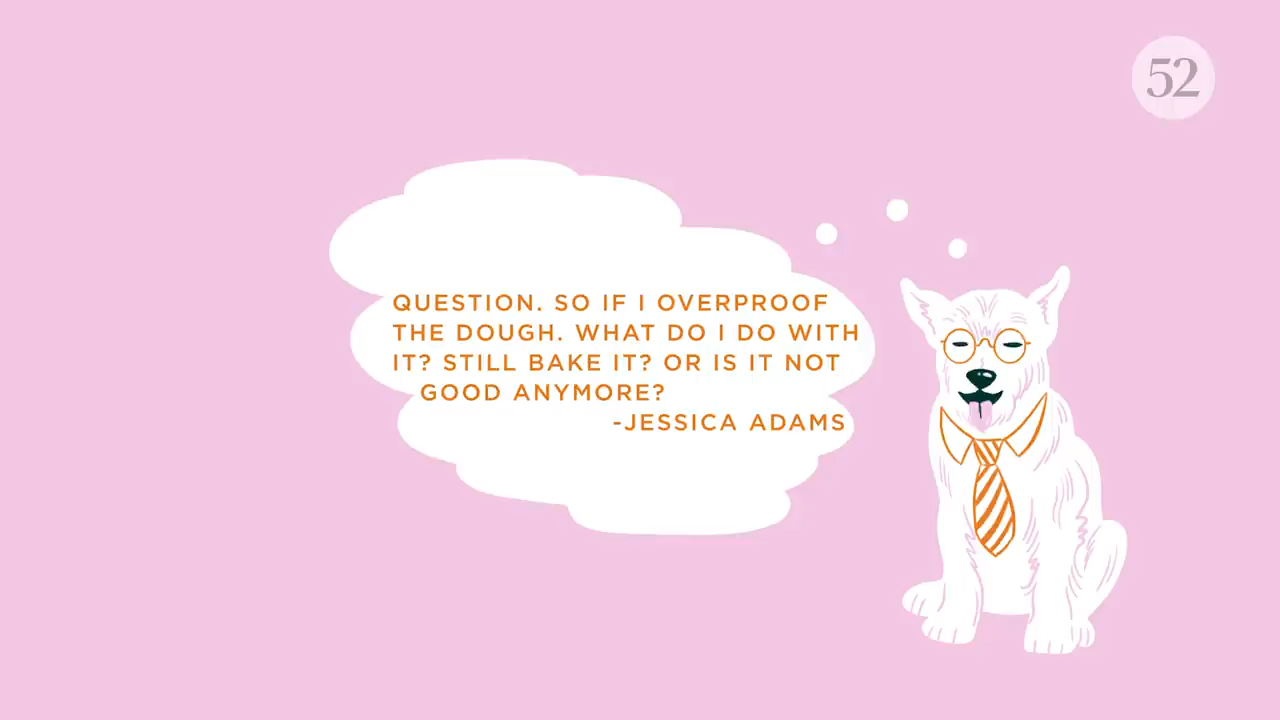 52
QUESTION. SO IF I OVERPROOF
THE DOUGH. WHAT DO I DO WITH
IT? STILL BAKE IT? OR IS IT NOT
GOOD ANYMORE?
-JESSICA ADAMS